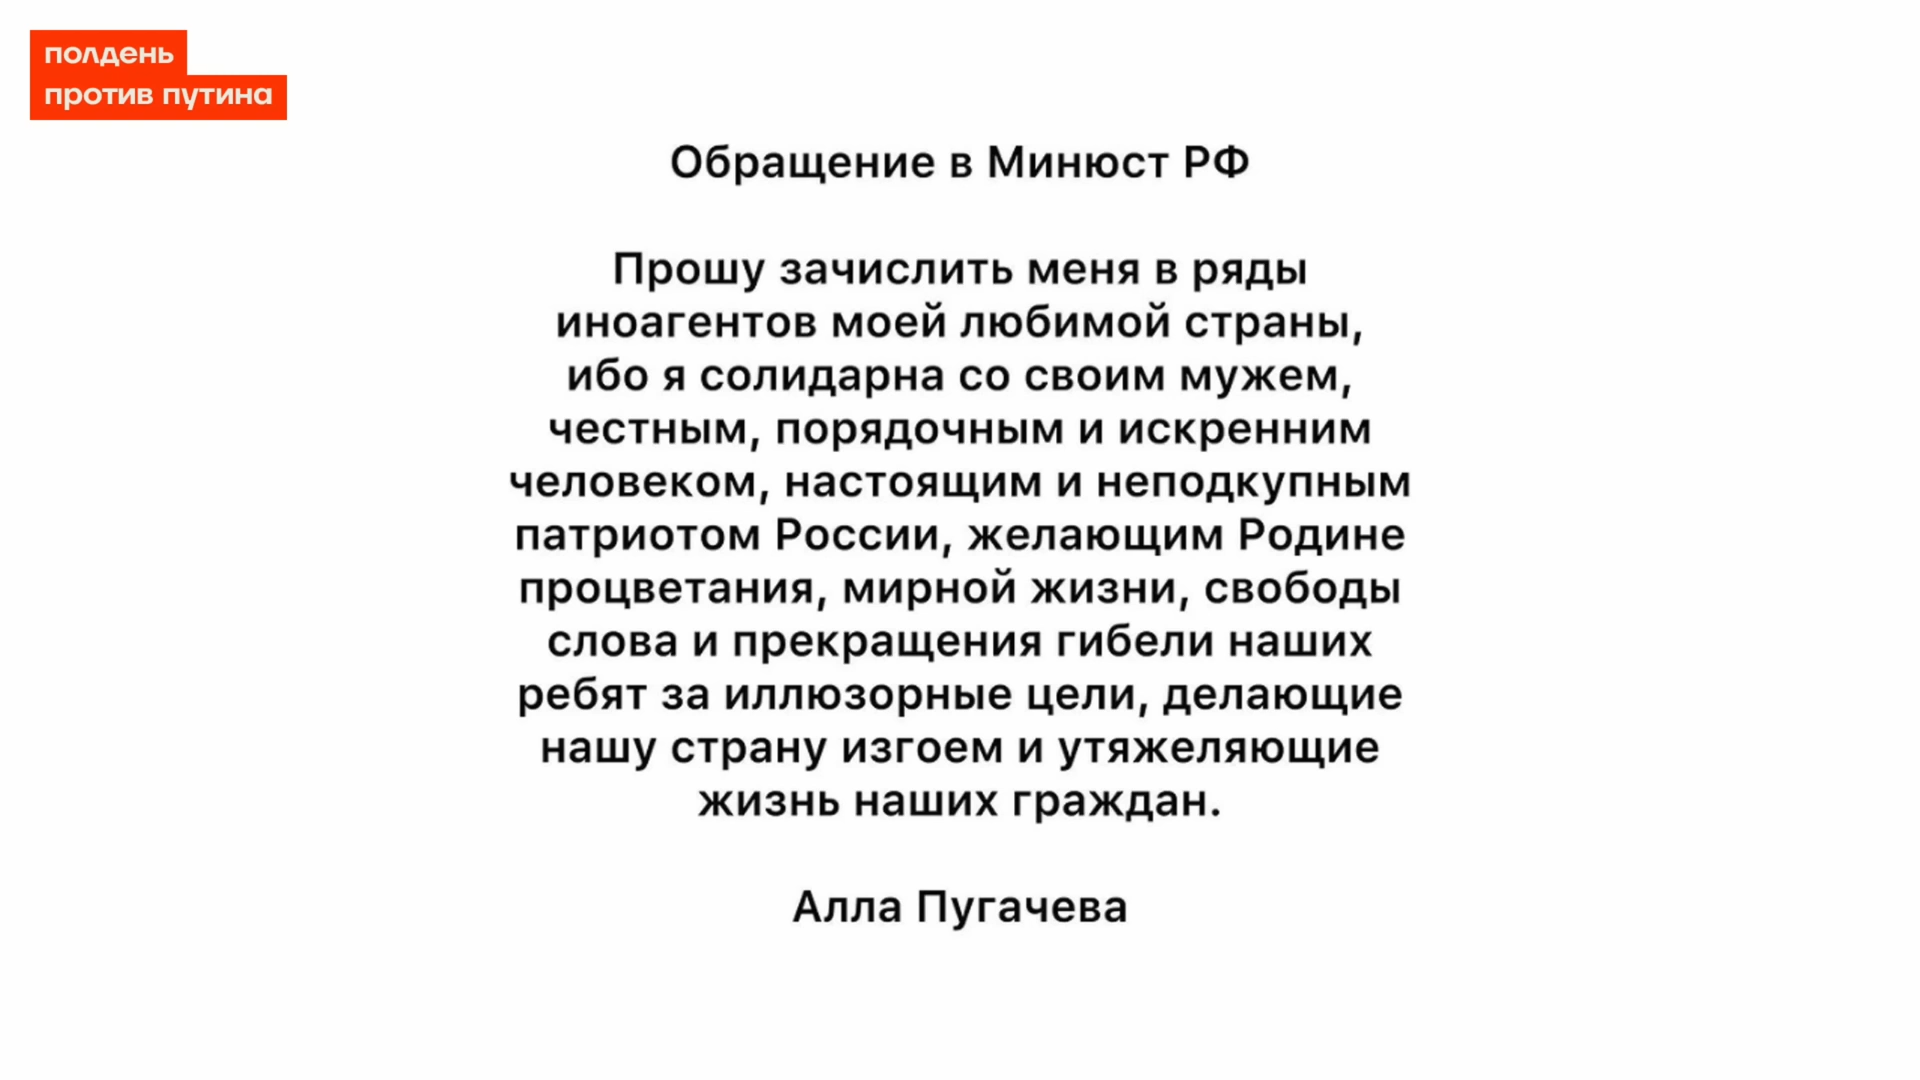 полдень
против путина
Обращение в Минюст РФ
Прошу зачислить меня в ряды
иноагентов моей любимой страны,
ибо я солидарна со своим мужем,
честным, порядочным и искренним
человеком, настоящим и неподкупным
патриотом России, желающим Родине
процветания, мирной жизни, свободы
слова и прекращения гибели наших
ребят за иллюзорные цели, делающие
нашу страну изгоем и утяжеляющие
жизнь наших граждан.
Алла Пугачева